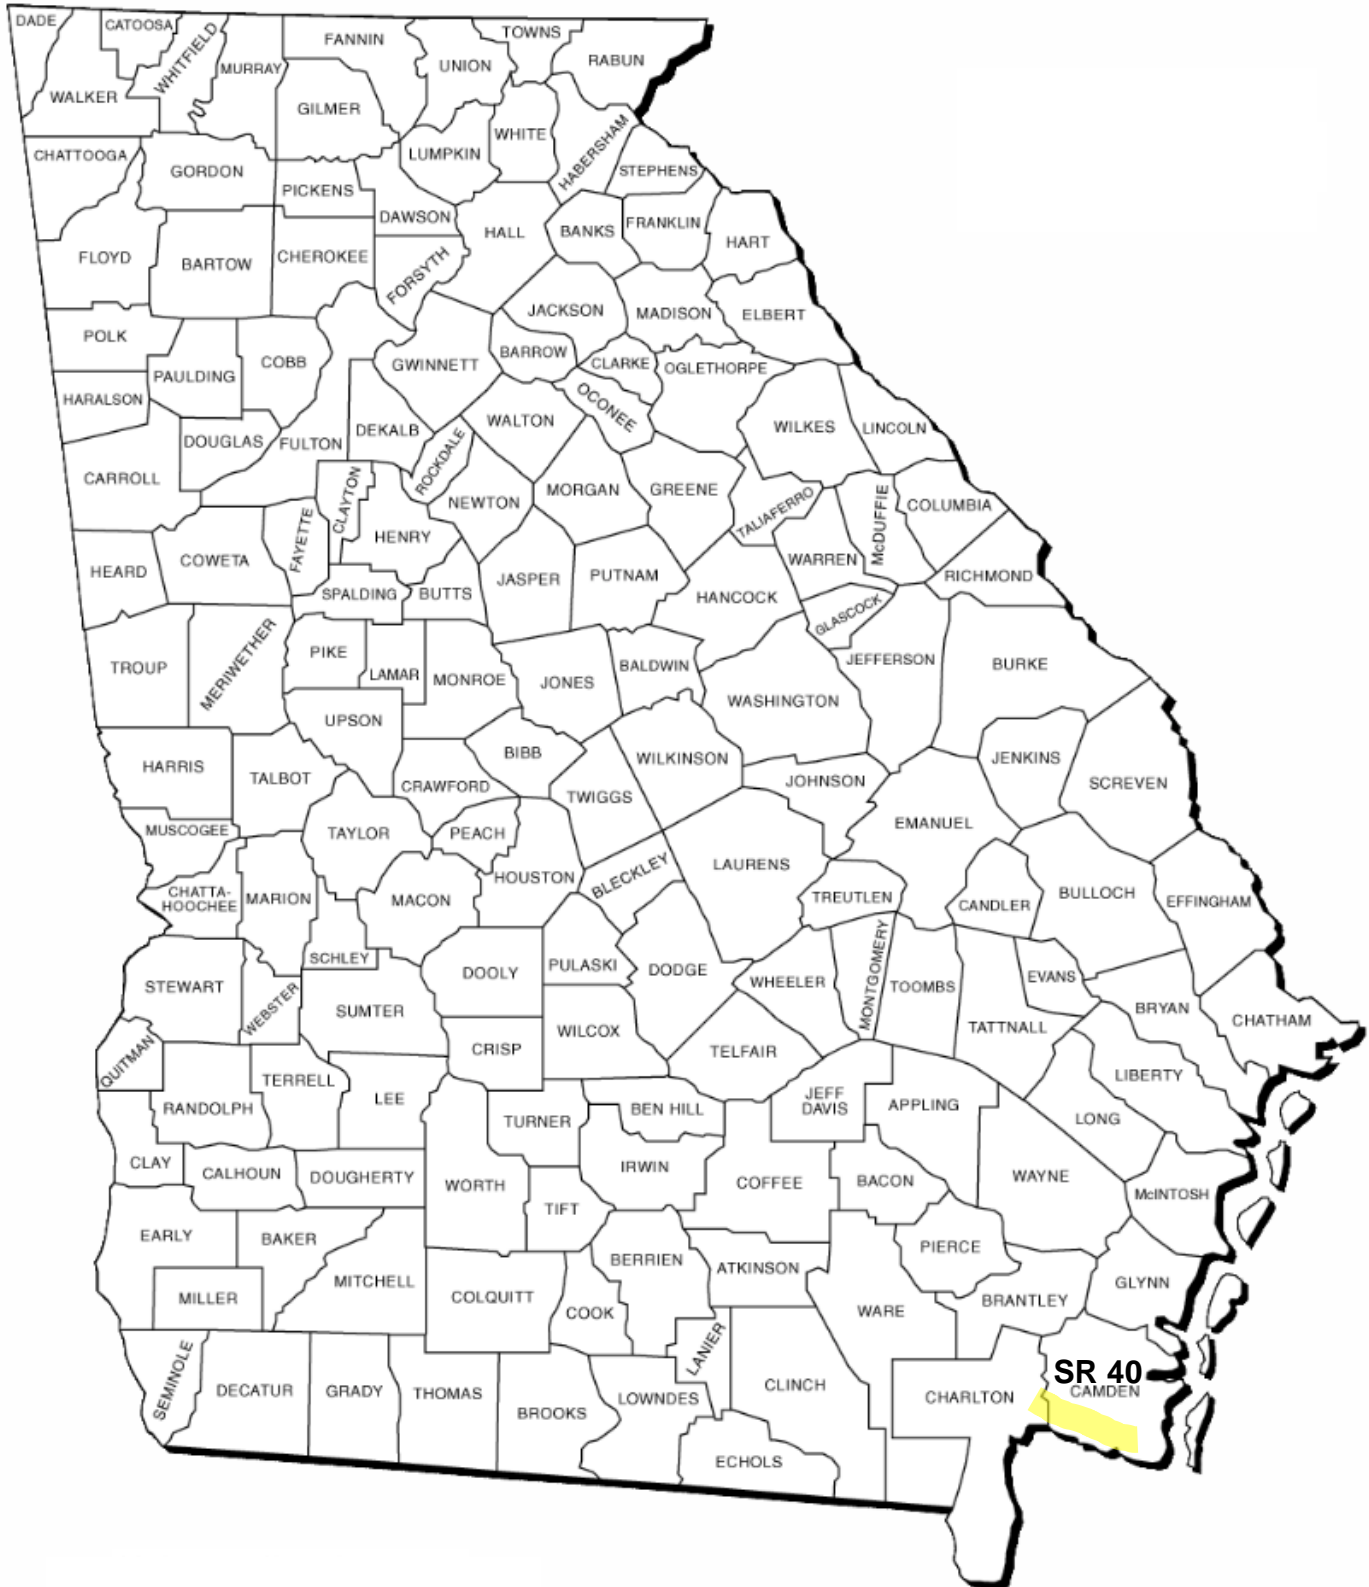 DADE
CATOOSA
WHITFIELD
MURRAY
FANNIN
UNION
TOWNS
RABUN
WALKER
GILMER
LUMPKIN
WHITE
HABERSHAM
STEPHENS
CHATTOOGA
GORDON
PICKENS
DAWSON
HALL
BANKS
FRANKLIN
HART
FLOYD
BARTOW
CHEROKEE
FORSYTH
JACKSON
MADISON
ELBERT
POLK
PAULDING
COBB
GWINNETT
BARROW
CLARKE
OGLETHORPE
HARALSON
DOUGLAS
FULTON
DEKALB
ROCKDALE
WALTON
OCONEE
WILKES
LINCOLN
CARROLL
CLAYTON
NEWTON
MORGAN
GREENE
TALIAFERRO
McDUFFIE
COLUMBIA
HEARD
COWETA
FAYETTE
HENRY
SPALDING
BUTTS
JASPER
PUTNAM
HANCOCK
WARREN
GLASCOCK
RICHMOND
TROUP
MERIWETHER
PIKE
LAMAR
MONROE
JONES
BALDWIN
WASHINGTON
JEFFERSON
BURKE
UPSON
HARRIS
TALBOT
CRAWFORD
BIBB
TWIGGS
WILKINSON
JOHNSON
JENKINS
SCREVEN
MUSCOGEE
TAYLOR
PEACH
HOUSTON
BLECKLEY
LAURENS
EMANUEL
CHATTA-
HOOCHEE
MARION
MACON
TREUTLEN
CANDLER
BULLOCH
EFFINGHAM
SCHLEY
DOOLY
PULASKI
DODGE
WHEELER
MONTGOMERY
TOOMBS
EVANS
STEWART
WEBSTER
SUMTER
CRISP
WILCOX
TELFAIR
TATTNALL
BRYAN
CHATHAM
QUITMAN
RANDOLPH
TERRELL
LEE
TURNER
BEN HILL
JEFF
DAVIS
APPLING
LONG
LIBERTY
CLAY
CALHOUN
DOUGHERTY
WORTH
TIFT
IRWIN
COFFEE
BACON
WAYNE
McINTOSH
EARLY
BAKER
MITCHELL
MILLER
COLQUITT
COOK
BERRIEN
ATKINSON
WARE
PIERCE
BRANTLEY
GLYNN
SEMINOLE
DECATUR
GRADY
THOMAS
BROOKS
LOWNDES
LANIER
CLINCH
ECHOLS
CHARLTON
SR 40
CAMDEN